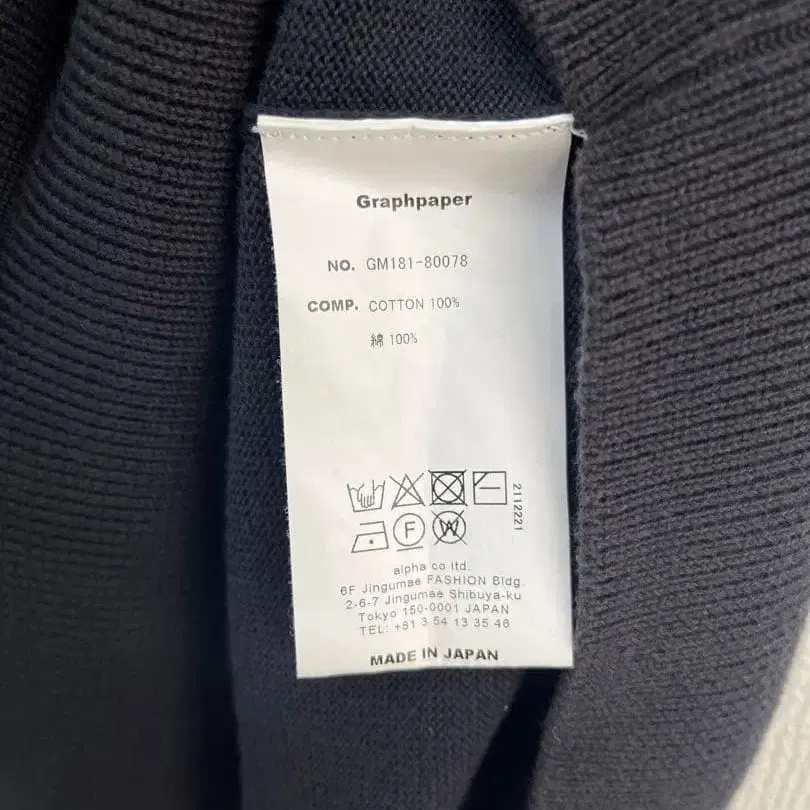 Graphpaper
NO. GM181-80078
COMP. COTTON 100%
綿 100%
2112221
F
W
alpha co ltd.
6F Jingumae FASHION Bldg.
2-6-7 Jingumae Shibuya-ku
Tokyo 150-0001 JAPAN
TEL: +81 3 54 13 35 46
MADE IN JAPAN